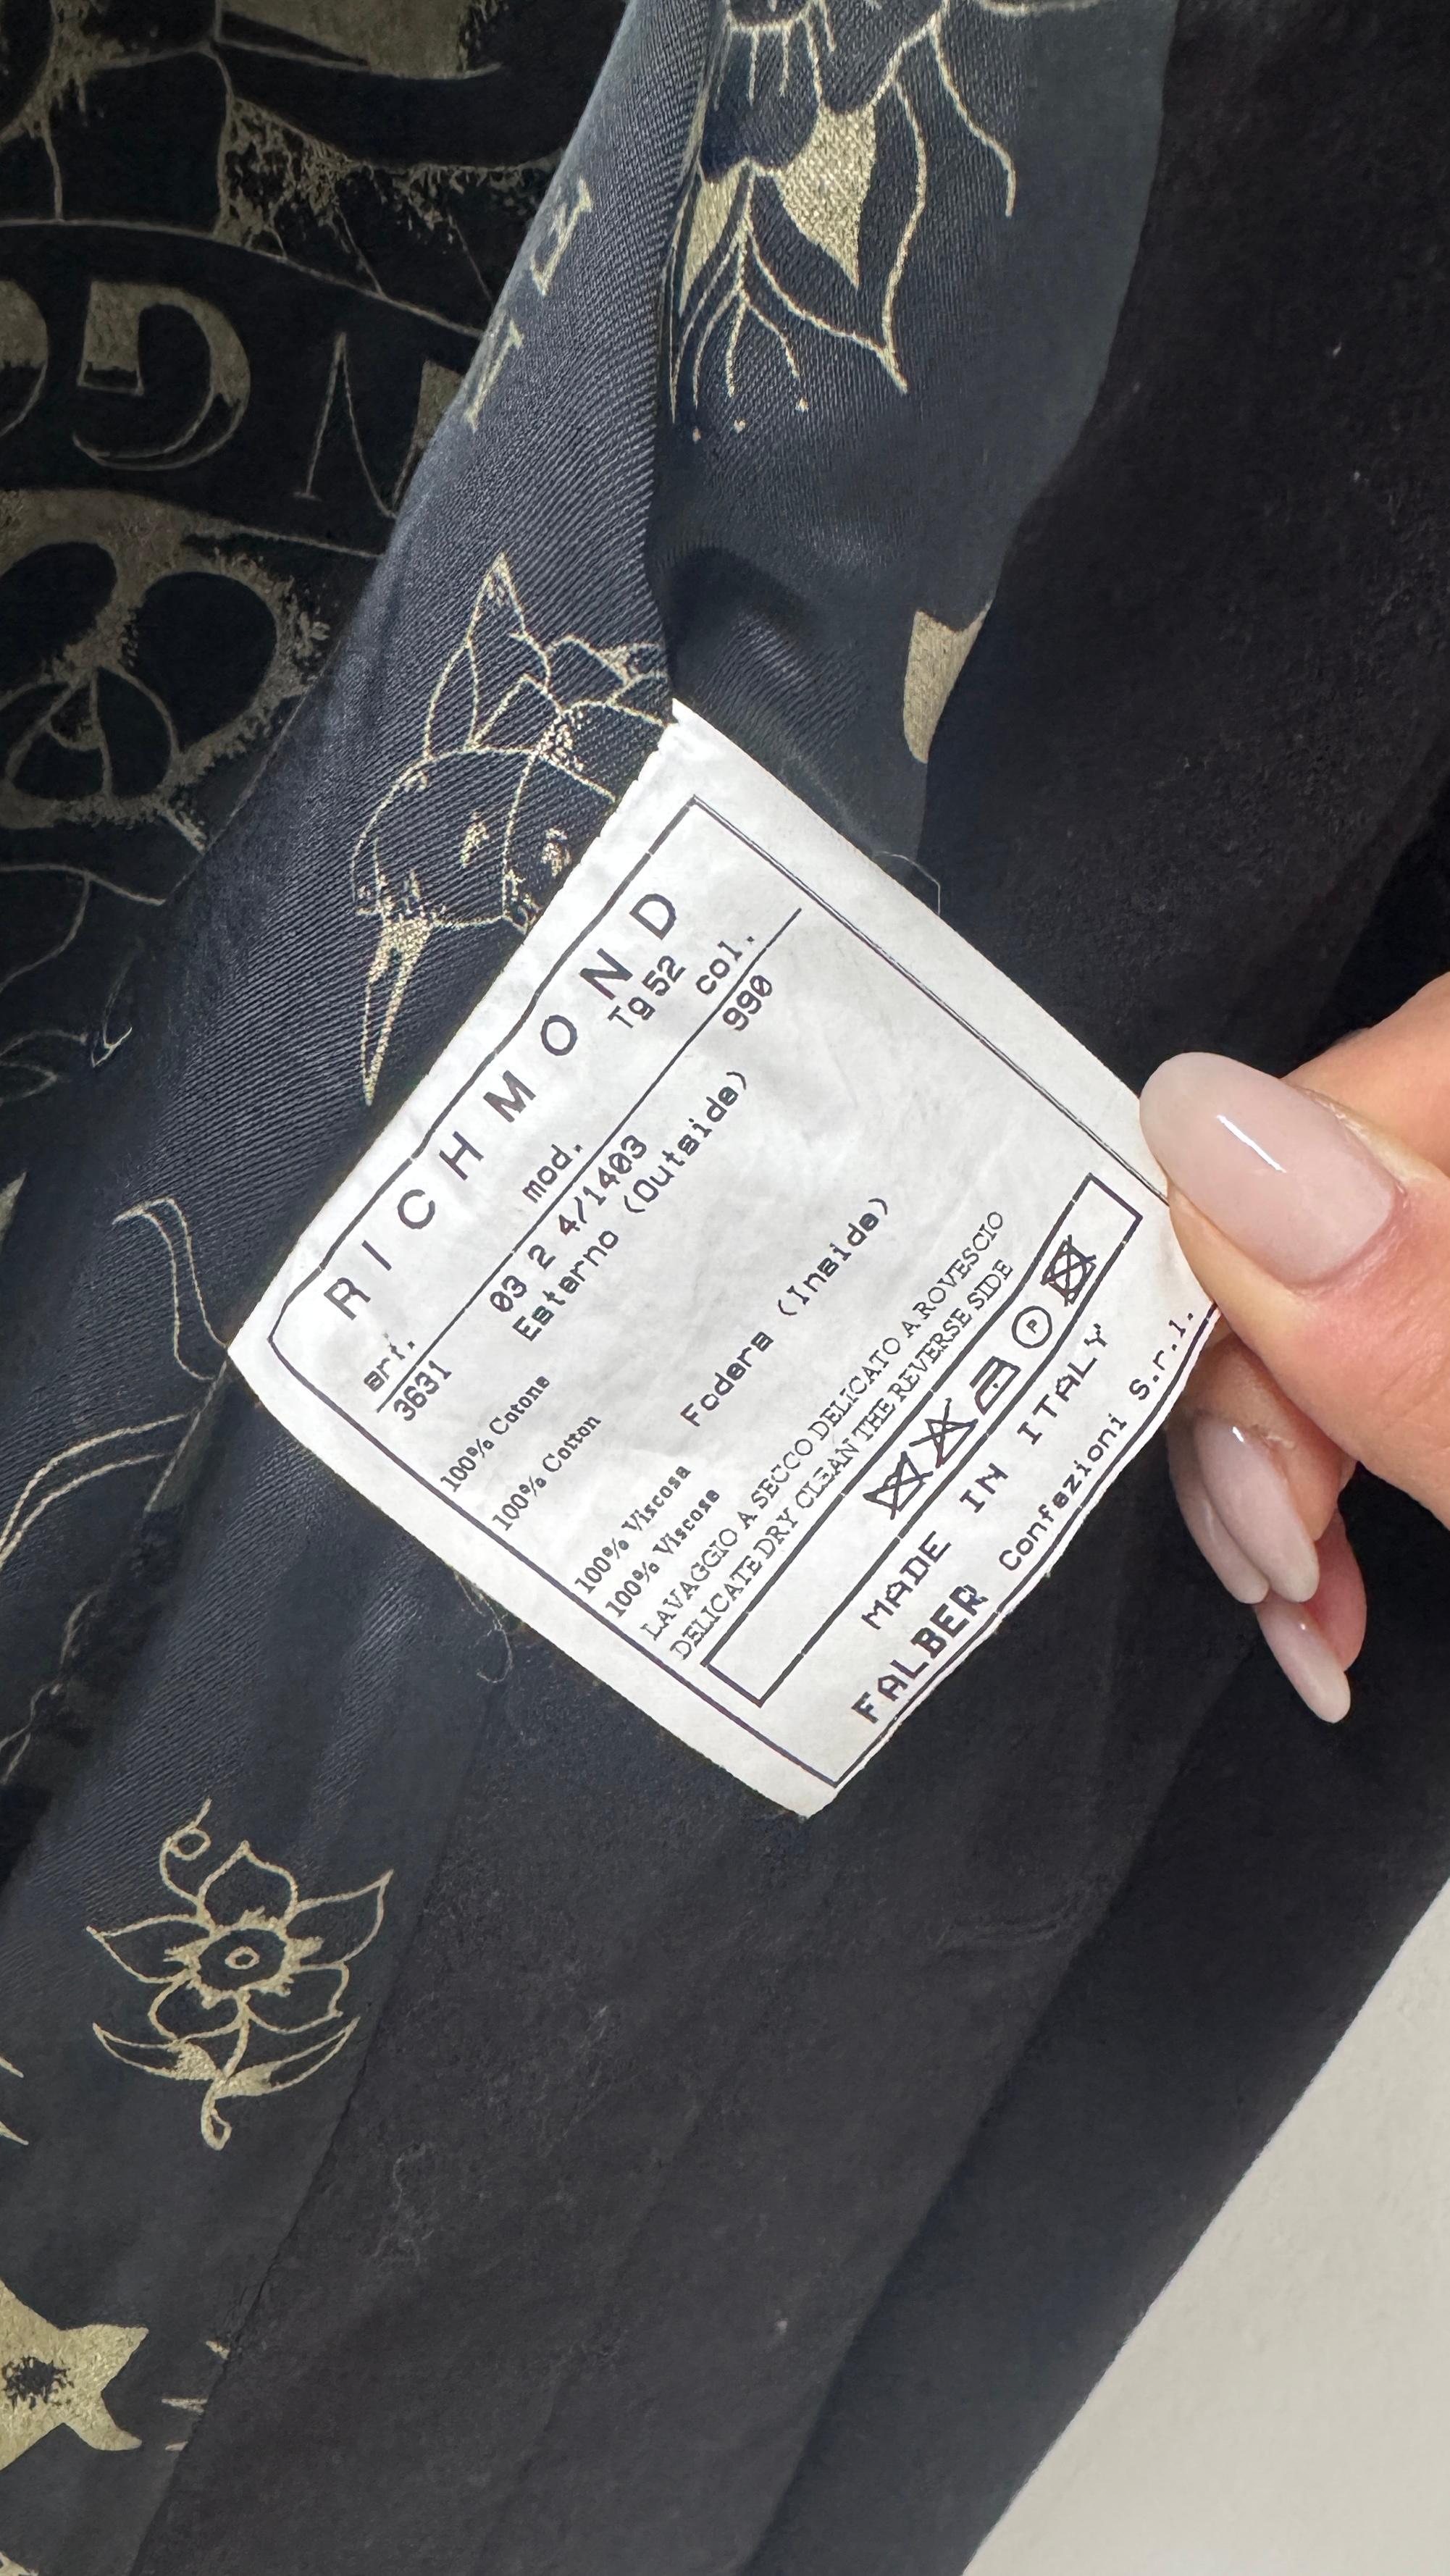 RICHMOND
Tg 52
art. mod. col.
3631 03 2 4/1403 990
Esterno (Outside)
100% Cotone
100% Cotton
Fodera (Inside)
100% Viscosa
100% Viscose
LAVAGGIO A SECCO DELICATO A ROVESCIO
DELICATE DRY CLEAN THE REVERSE SIDE
P
MADE IN ITALY
FALBER Confezioni S.r.l.